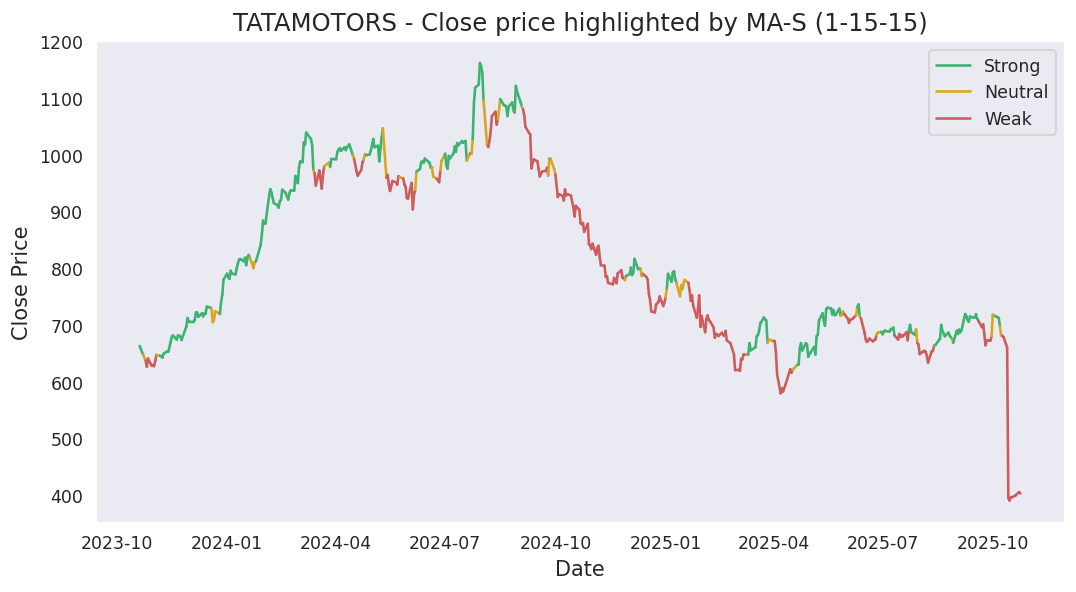 TATAMOTORS - Close price highlighted by MA-S (1-15-15)
1200
1100
1000
900
800
700
600
500
400
Close Price
Strong
Neutral
Weak
2023-10 2024-01 2024-04 2024-07 2024-10 2025-01 2025-04 2025-07 2025-10
Date